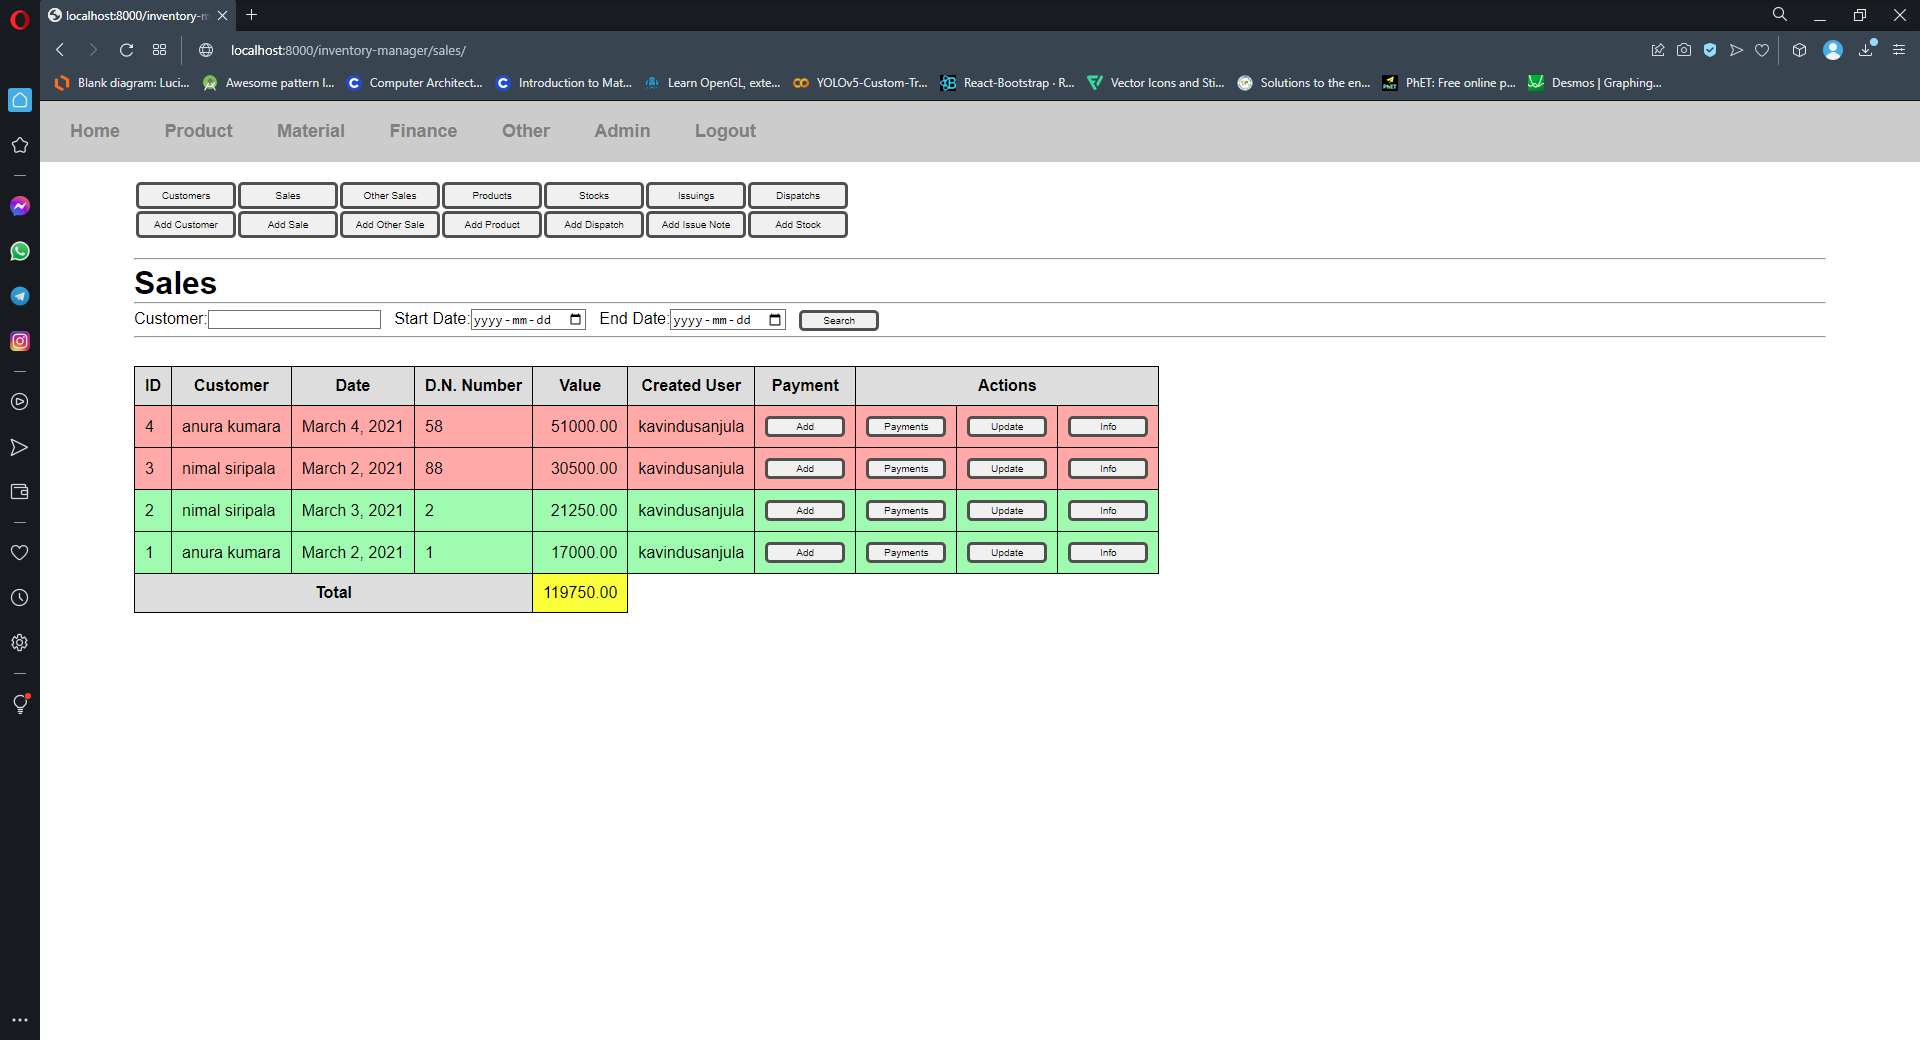 localhost:8000/inventory-m
localhost:8000/inventory-manager/sales/
Blank diagram: Luci... Awesome pattern l... Computer Architect... Introduction to Mat... Learn OpenGL, exte... YOLOv5-Custom-Tr... React-Bootstrap · R... Vector Icons and Sti... Solutions to the en... PhET: Free online p... Desmos | Graphing...
Home Product Material Finance Other Admin Logout
Customers Sales Other Sales Products Stocks Issuings Dispatchs
Add Customer Add Sale Add Other Sale Add Product Add Dispatch Add Issue Note Add Stock
Sales
Customer: Start Date: yyyy-mm-dd End Date: yyyy-mm-dd Search
ID Customer Date D.N. Number Value Created User Payment Actions
4 anura kumara March 4, 2021 58 51000.00 kavindusanjula Add Payments Update Info
3 nimal siripala March 2, 2021 88 30500.00 kavindusanjula Add Payments Update Info
2 nimal siripala March 3, 2021 2 21250.00 kavindusanjula Add Payments Update Info
1 anura kumara March 2, 2021 1 17000.00 kavindusanjula Add Payments Update Info
Total 119750.00